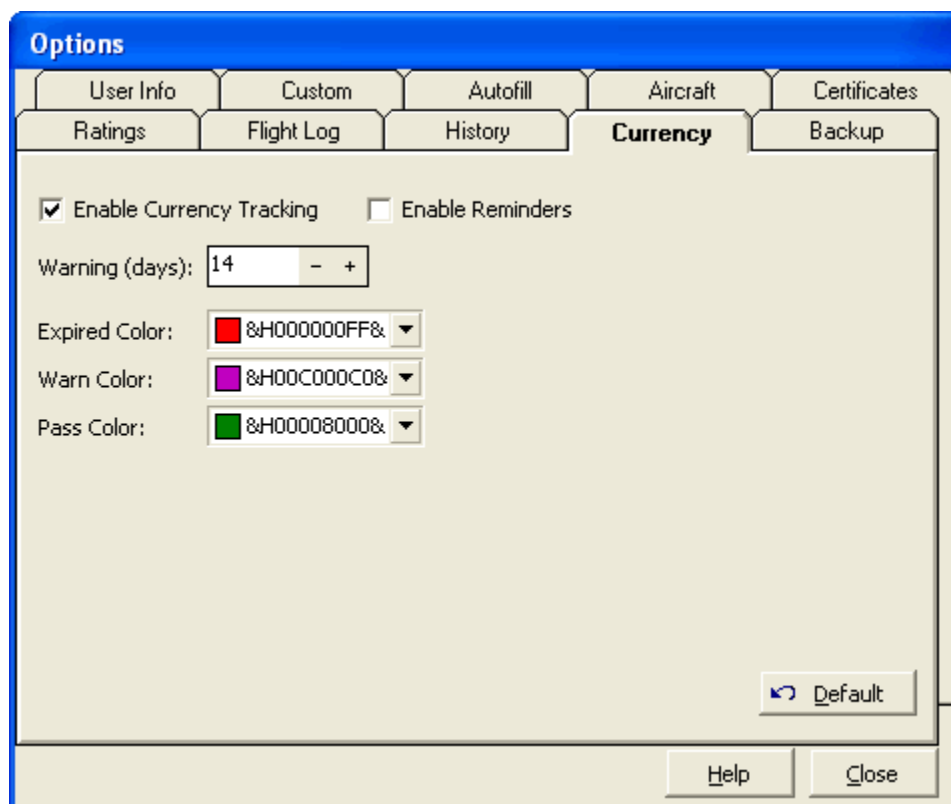 Options
User Info Custom Autofill Aircraft Certificates
Ratings Flight Log History Currency Backup
Enable Currency Tracking Enable Reminders
Warning (days): 14 - +
Expired Color: &H000000FF&
Warn Color: &H00C000C0&
Pass Color: &H00008000&
Default
Help Close